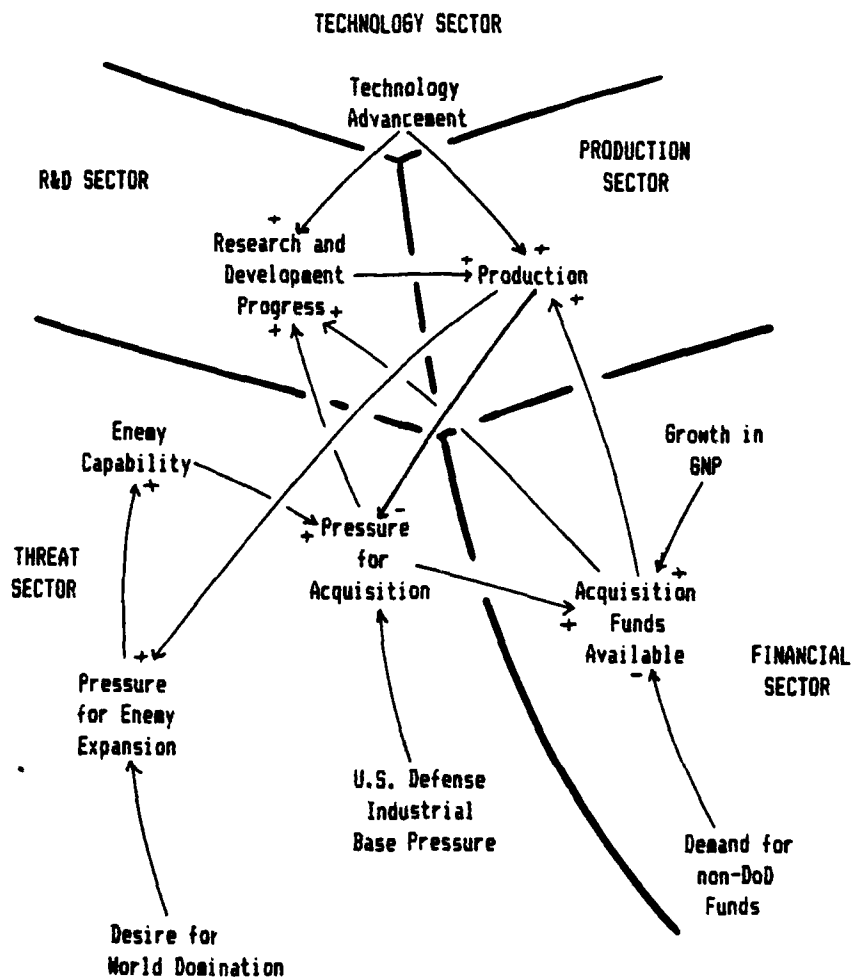 TECHNOLOGY SECTOR
Technology
Advancement
R&D SECTOR
PRODUCTION
SECTOR
+
Research and
Development
Progress
+
+
+
Production
+
+
Enemy
Capability
+
Growth in
GNP
THREAT
SECTOR
-
Pressure
for
Acquisition
+
+
Acquisition
Funds
Available
+
-
FINANCIAL
SECTOR
+
Pressure
for Enemy
Expansion
U.S. Defense
Industrial
Base Pressure
Demand for
non-DoD
Funds
Desire for
World Domination